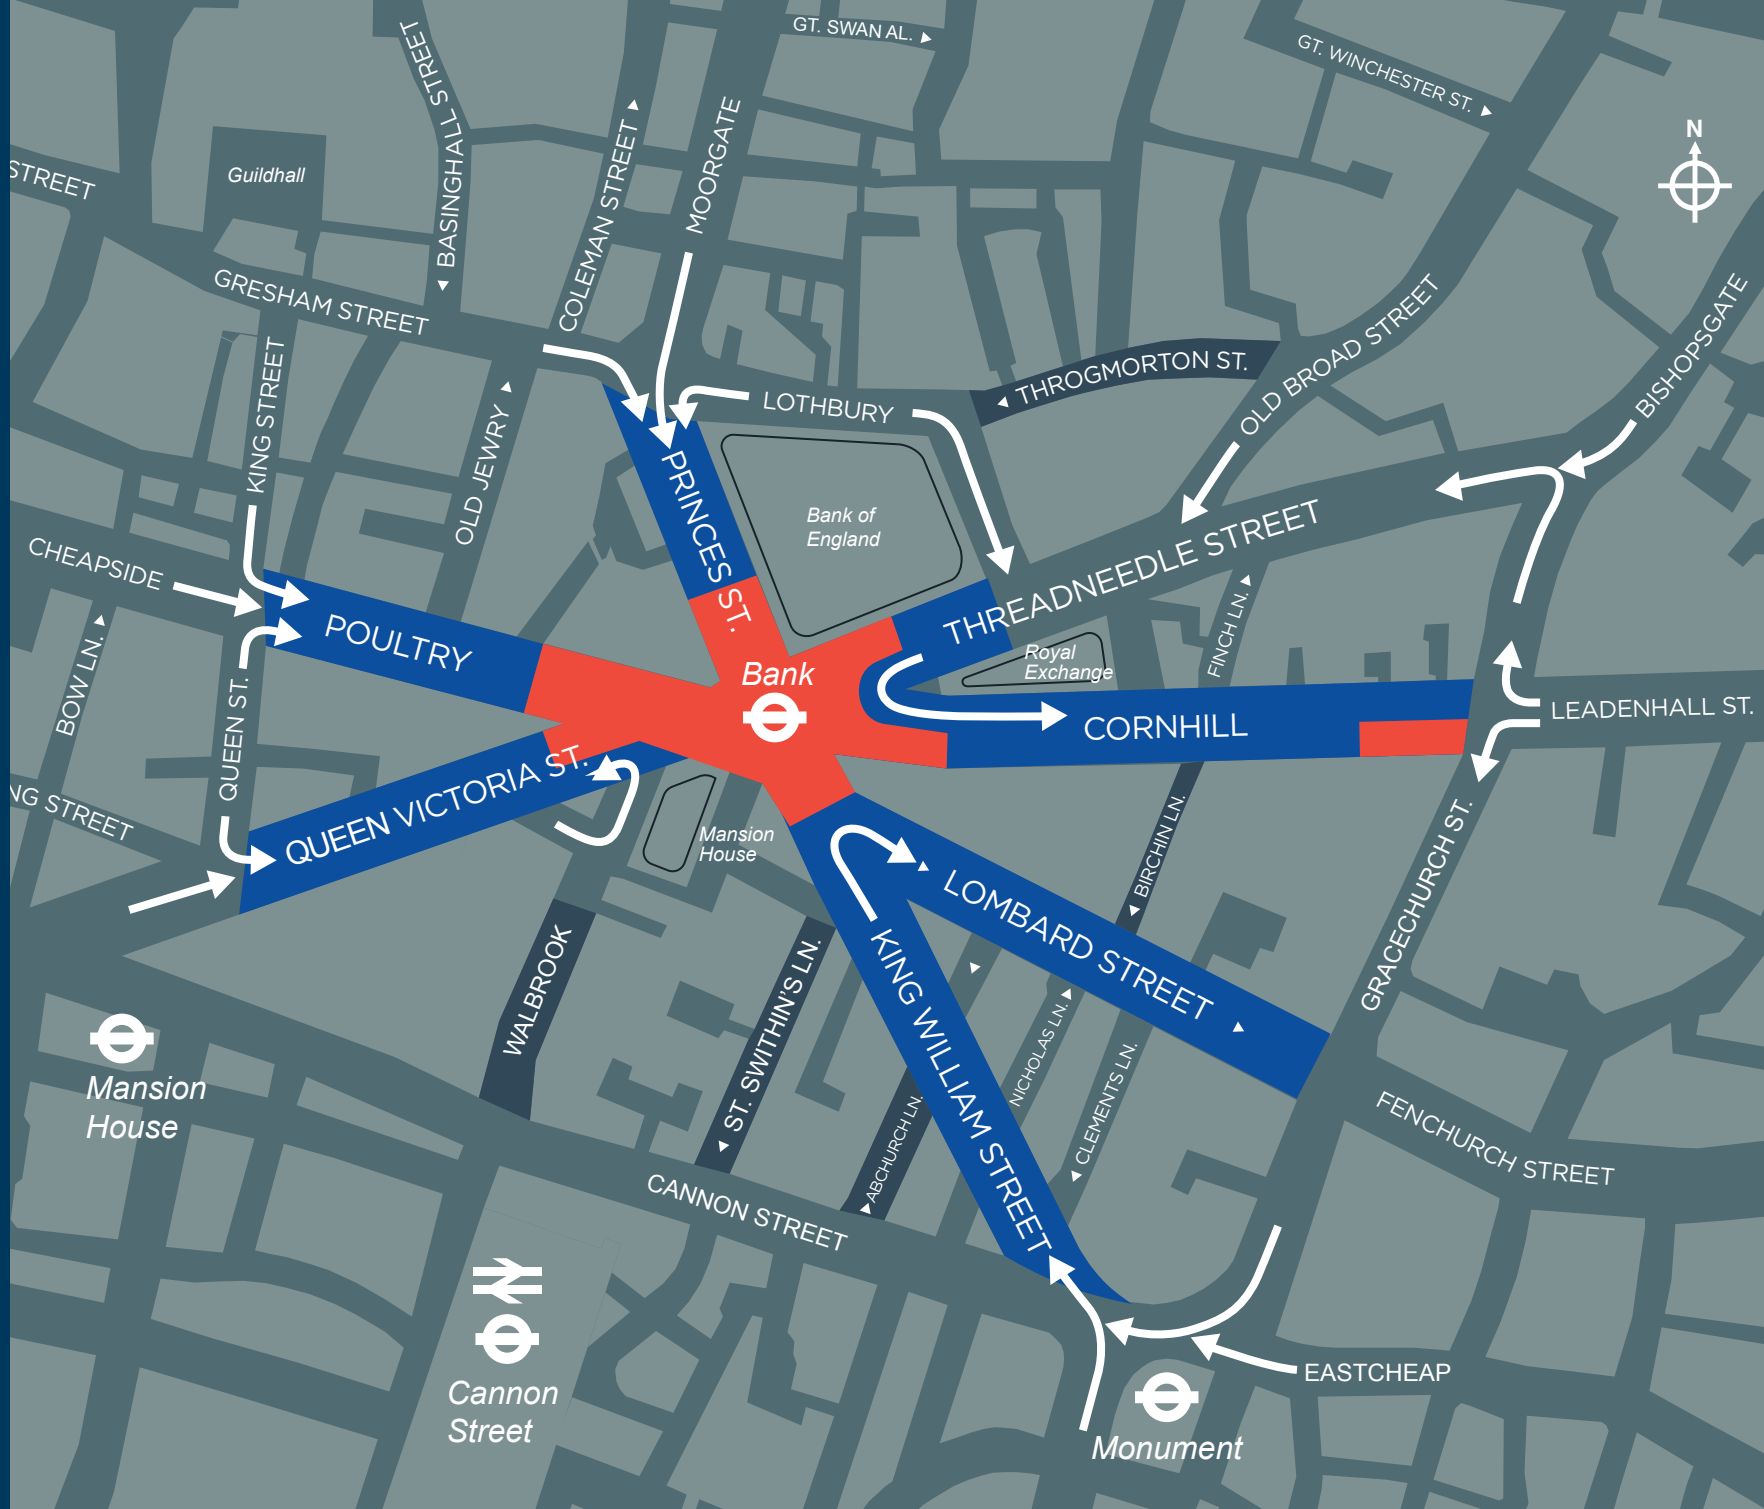 GT. SWAN AL.
GT. WINCHESTER ST.
N
BASINGHALL STREET
COLEMAN STREET
MOORGATE
STREET
Guildhall
GRESHAM STREET
KING STREET
OLD JEWRY
LOTHBURY
THROGMORTON ST.
OLD BROAD STREET
BISHOPSGATE
CHEAPSIDE
PRINCES ST.
Bank of
England
THREADNEEDLE STREET
POULTRY
Bank
Royal
Exchange
FINCH LN.
BOW LN.
QUEEN ST.
CORNHILL
LEADENHALL ST.
NG STREET
QUEEN VICTORIA ST.
Mansion
House
BIRCHIN LN.
GRACECHURCH ST.
LOMBARD STREET
KING WILLIAM STREET
WALBROOK
ST. SWITHIN'S LN.
NICHOLAS LN.
CLEMENTS LN.
ABCHURCH LN.
Mansion
House
FENCHURCH STREET
CANNON STREET
Cannon
Street
EASTCHEAP
Monument